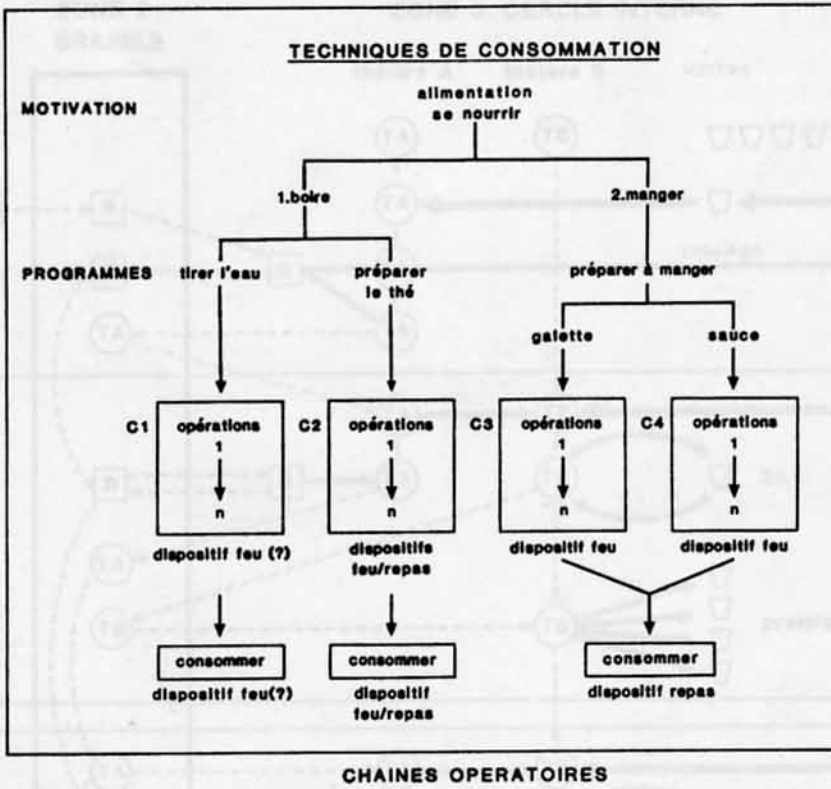 TECHNIQUES DE CONSOMMATION
MOTIVATION
alimentation
se nourrir
1.boire
2.manger
PROGRAMMES
tirer l'eau
préparer
le thé
préparer à manger
galette
sauce
C1
opérations
1
n
C2
opérations
1
n
C3
opérations
1
n
C4
opérations
1
n
dispositif feu (?)
dispositifs
feu/repas
dispositif feu
dispositif feu
consommer
consommer
consommer
dispositif feu(?)
dispositif
feu/repas
dispositif repas
CHAINES OPERATOIRES